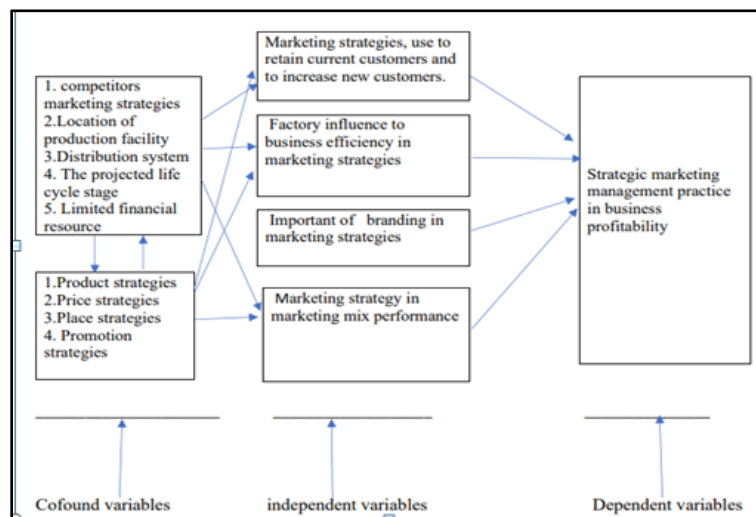 1. competitors
marketing strategies
2.Location of
production facility
3.Distribution system
4. The projected life
cycle stage
5. Limited financial
resource
1.Product strategies
2.Price strategies
3.Place strategies
4. Promotion
strategies
Marketing strategies, use to
retain current customers and
to increase new customers.
Factory influence to
business efficiency in
marketing strategies
Important of branding in
marketing strategies
Marketing strategy in
marketing mix performance
Strategic marketing
management practice
in business
profitability
Cofound variables
independent variables
Dependent variables